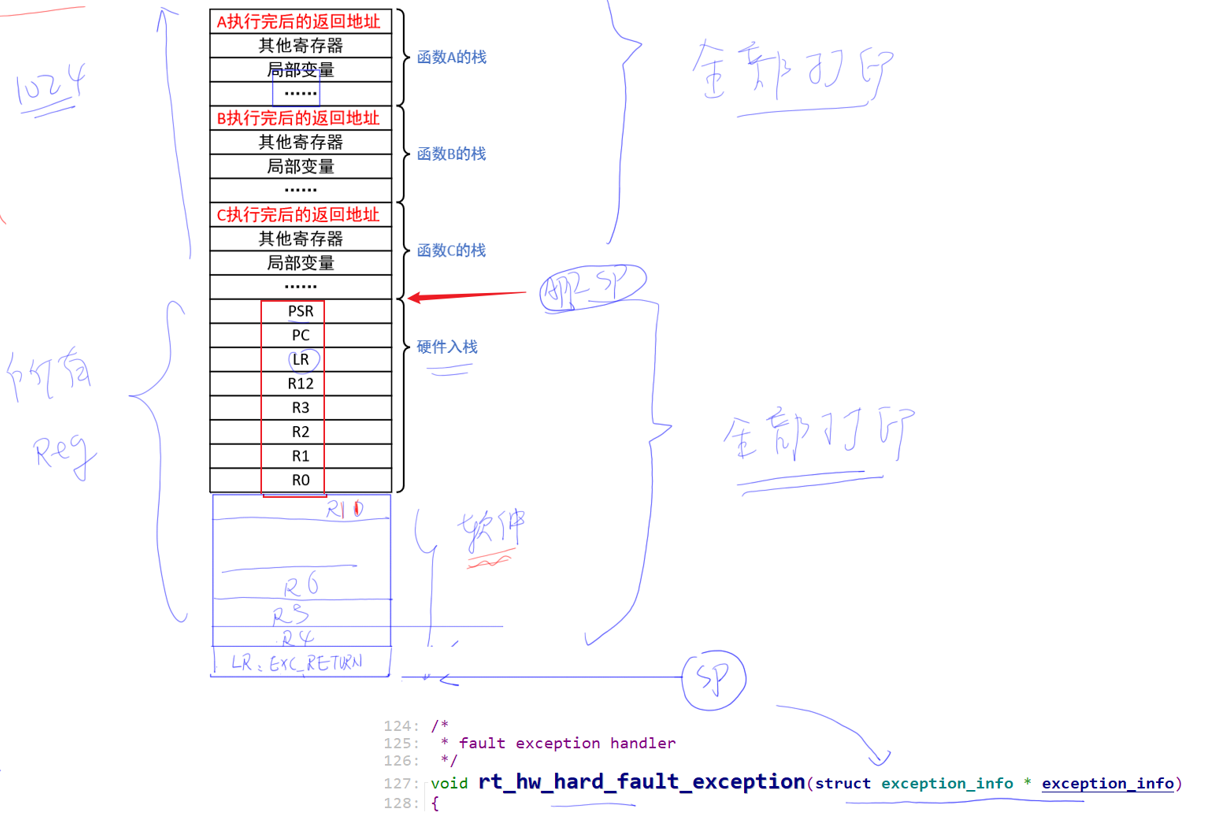 A执行完后的返回地址
其他寄存器
局部变量
……
函数A的栈
1024
全部打印
B执行完后的返回地址
其他寄存器
局部变量
……
函数B的栈
C执行完后的返回地址
其他寄存器
局部变量
……
函数C的栈
APP_SP
PSR
PC
LR
R12
R3
R2
R1
R0
硬件入栈
所有
Reg
全部打印
软件
R6
R5
R4
LR = EXC_RETURN
SP
124: /*
125:  * fault exception handler
126:  */
127: void rt_hw_hard_fault_exception(struct exception_info * exception_info)
128: {